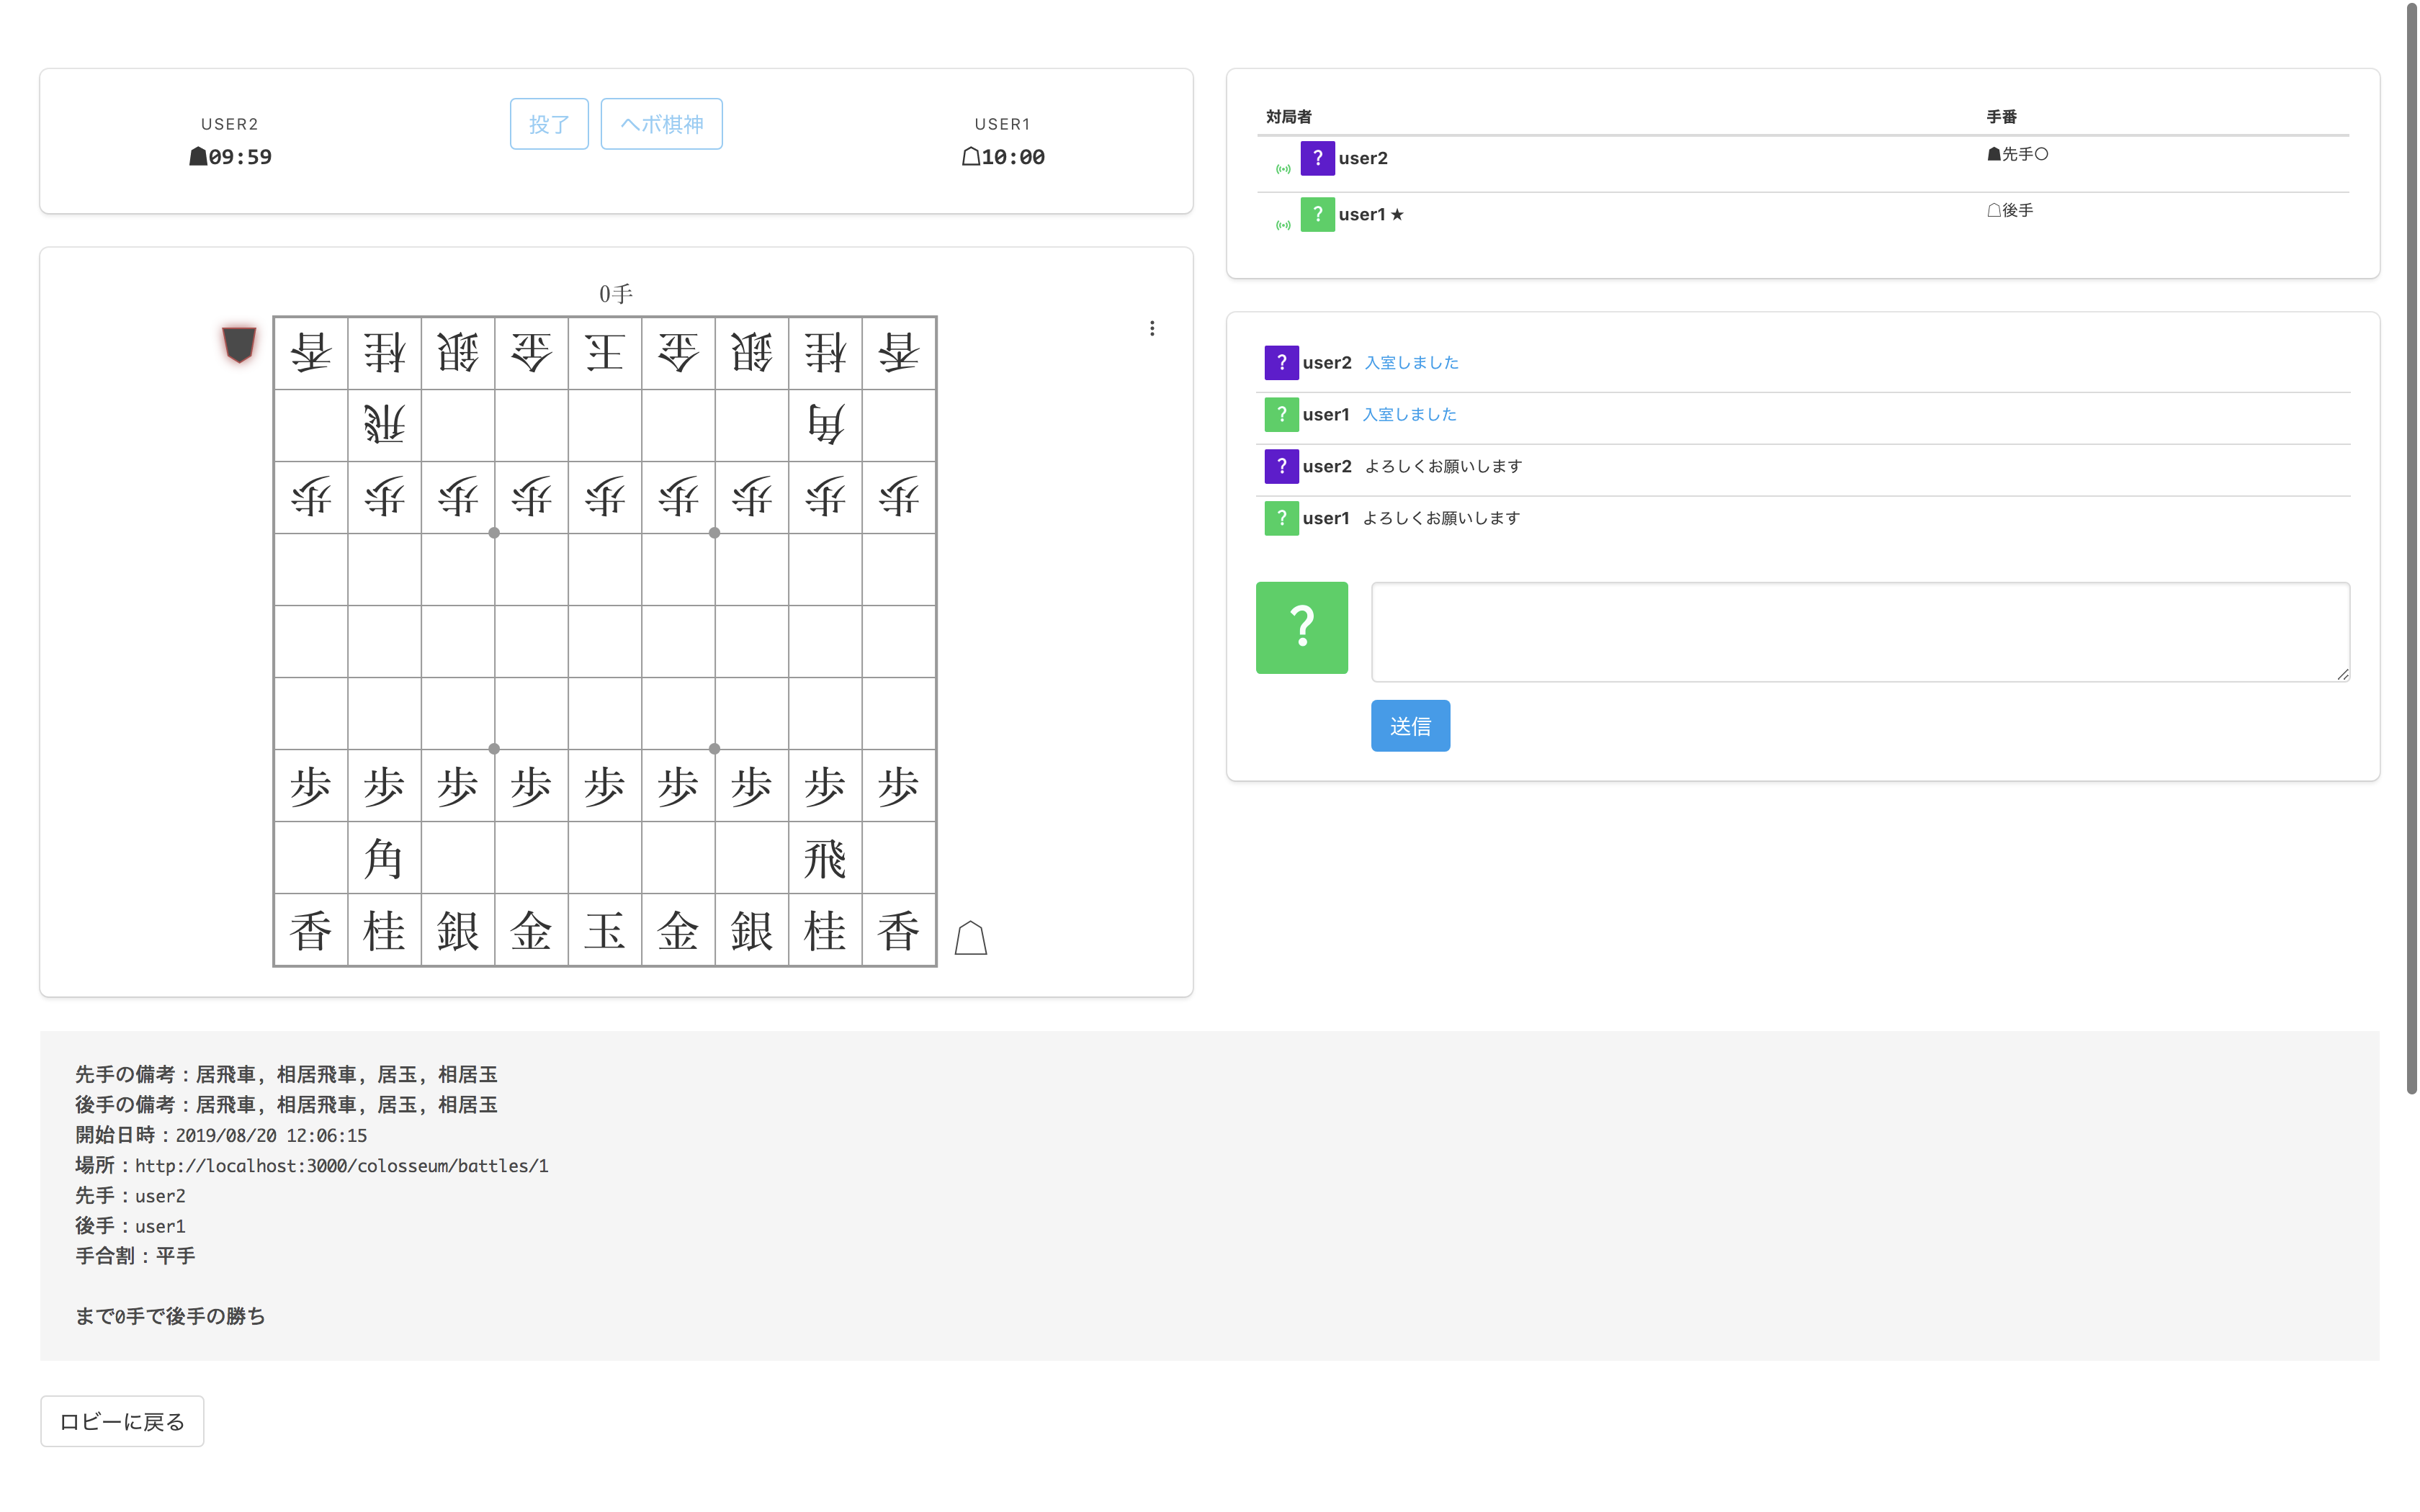 USER2
☗09:59
投了
ヘボ棋神
USER1
☖10:00
0手
香桂銀金王金銀桂香
飛角
歩歩歩歩歩歩歩歩歩
歩歩歩歩歩歩歩歩歩
角飛
香桂銀金玉金銀桂香
対局者 手番
? user2 ☗先手〇
? user1 ★ ☖後手
? user2 入室しました
? user1 入室しました
? user2 よろしくお願いします
? user1 よろしくお願いします
?
送信
先手の備考：居飛車, 相居飛車, 居玉, 相居玉
後手の備考：居飛車, 相居飛車, 居玉, 相居玉
開始日時：2019/08/20 12:06:15
場所：http://localhost:3000/colosseum/battles/1
先手：user2
後手：user1
手合割：平手
まで0手で後手の勝ち
ロビーに戻る